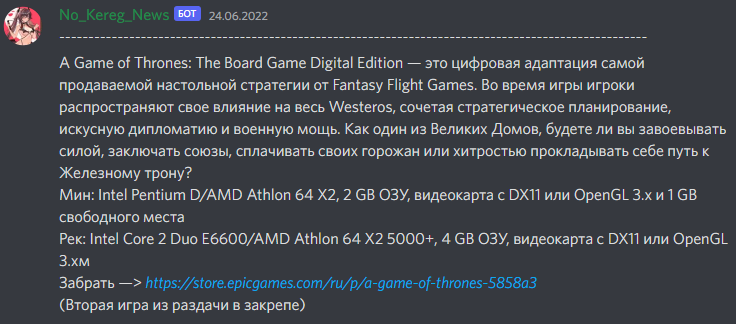 No_Kereg_News БОТ 24.06.2022
------------------------------------------------------------------------------------------------
A Game of Thrones: The Board Game Digital Edition — это цифровая адаптация самой
продаваемой настольной стратегии от Fantasy Flight Games. Во время игры игроки
распространяют свое влияние на весь Westeros, сочетая стратегическое планирование,
искусную дипломатию и военную мощь. Как один из Великих Домов, будете ли вы завоевывать
силой, заключать союзы, сплачивать своих горожан или хитростью прокладывать себе путь к
Железному трону?
Мин: Intel Pentium D/AMD Athlon 64 X2, 2 GB ОЗУ, видеокарта с DX11 или OpenGL 3.x и 1 GB
свободного места
Рек: Intel Core 2 Duo E6600/AMD Athlon 64 X2 5000+, 4 GB ОЗУ, видеокарта с DX11 или OpenGL
3.хм
Забрать —> https://store.epicgames.com/ru/p/a-game-of-thrones-5858a3
(Вторая игра из раздачи в закрепе)